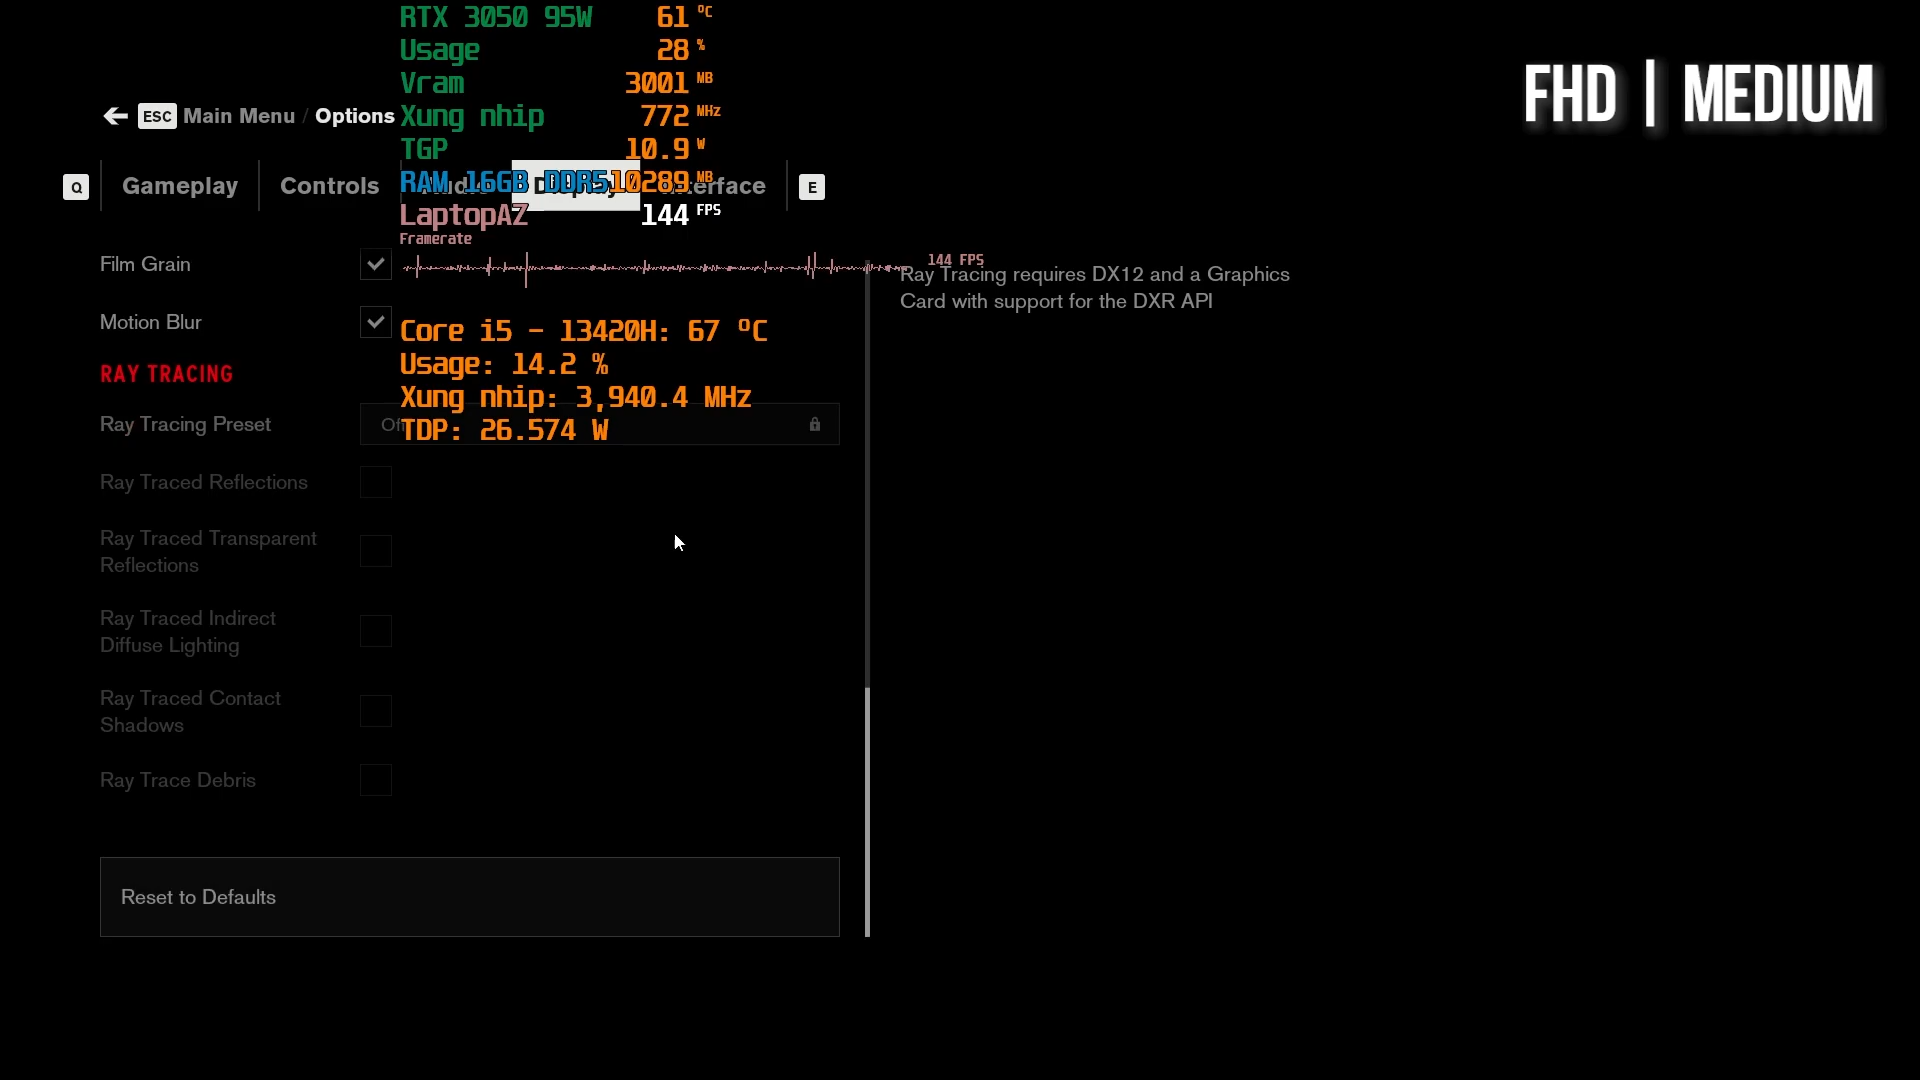 RTX 3050 95W 61 °C
Usage 28 %
Vram 3001 MB
Xung nhip 772 MHz
TGP 10.9 W
RAM 16GB DDR5 10289 MB
LaptopAZ 144 FPS
Framerate
144 FPS
FHD | MEDIUM
ESC Main Menu / Options
Q Gameplay Controls E
Film Grain
Motion Blur
Core i5 - 13420H: 67 °C
Usage: 14.2 %
Xung nhip: 3,940.4 MHz
TDP: 26.574 W
Ray Tracing requires DX12 and a Graphics
Card with support for the DXR API
RAY TRACING
Ray Tracing Preset
Ray Traced Reflections
Ray Traced Transparent
Reflections
Ray Traced Indirect
Diffuse Lighting
Ray Traced Contact
Shadows
Ray Trace Debris
Reset to Defaults